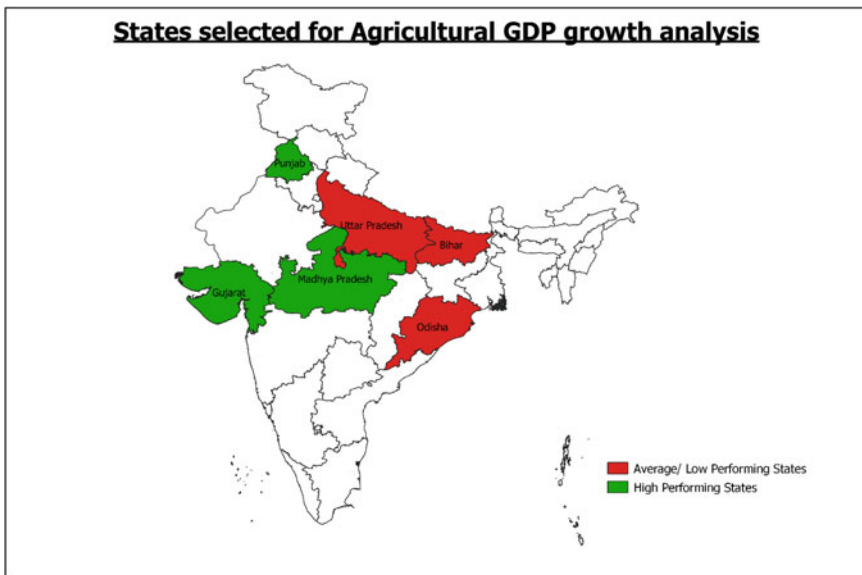 States selected for Agricultural GDP growth analysis
Punjab
Uttar Pradesh
Bihar
Madhya Pradesh
Gujarat
Odisha
Average/ Low Performing States
High Performing States